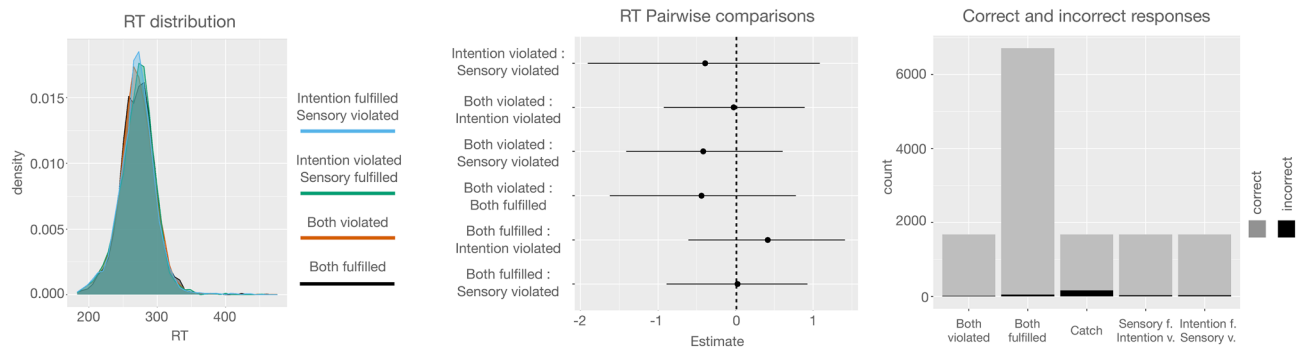 RT distribution
density
0.015
0.010
0.005
0.000
200
300
400
RT
Intention fulfilled
Sensory violated
Intention violated
Sensory fulfilled
Both violated
Both fulfilled
RT Pairwise comparisons
Intention violated :
Sensory violated
Both violated :
Intention violated
Both violated :
Sensory violated
Both violated :
Both fulfilled
Both fulfilled :
Intention violated
Both fulfilled :
Sensory violated
-2
-1
0
1
Estimate
Correct and incorrect responses
count
6000
4000
2000
0
Both
violated
Both
fulfilled
Catch
Sensory f.
Intention v.
Intention f.
Sensory v.
correct
incorrect